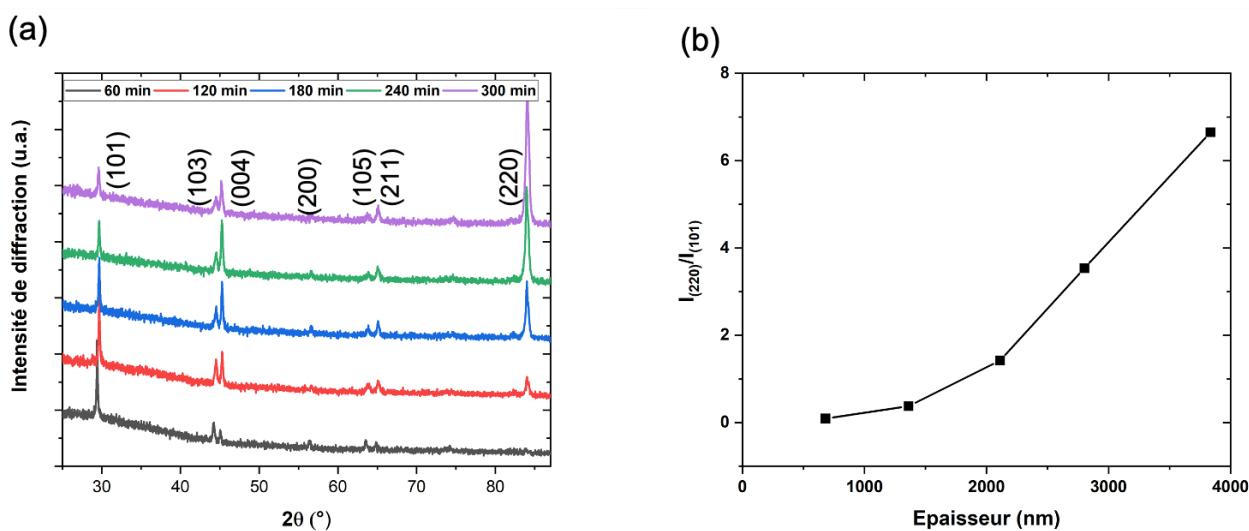 (a)
60 min 120 min 180 min 240 min 300 min
(101)
(103)
(004)
(200)
(105)
(211)
(220)
Intensité de diffraction (u.a.)
30 40 50 60 70 80
2θ (°)
(b)
8
6
4
2
0
I(220)/I(101)
0 1000 2000 3000 4000
Epaisseur (nm)